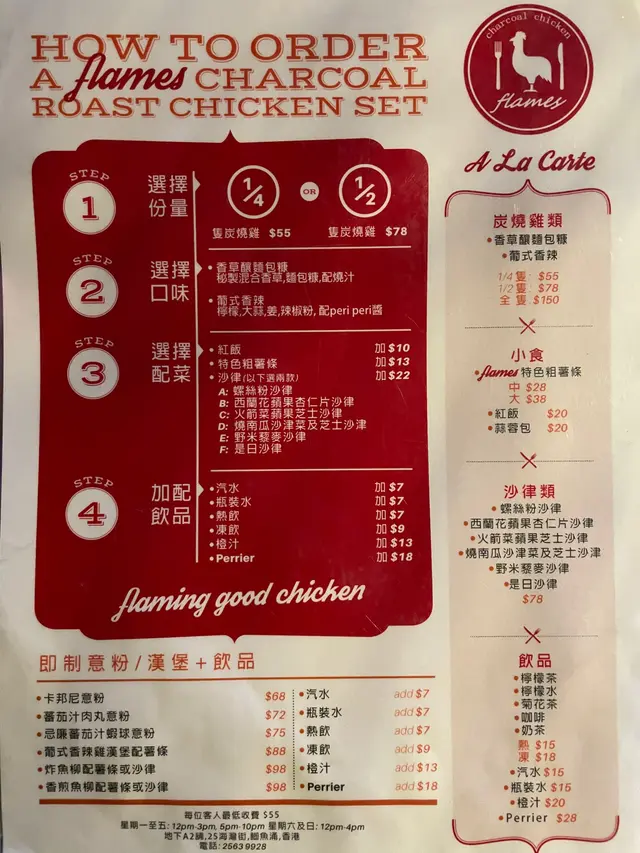 HOW TO ORDER
A flames CHARCOAL
ROAST CHICKEN SET
charcoal chicken
flames
STEP
1
選擇
份量
1/4
OR
1/2
隻炭燒雞 $55
隻炭燒雞 $78
STEP
2
選擇
口味
•香草釀麵包糠
秘製混合香草,麵包糠,配燒汁
•葡式香辣
檸檬,大蒜,姜,辣椒粉, 配peri peri醬
STEP
3
選擇
配菜
•紅飯 加 $10
•特色粗薯條 加 $13
•沙律(以下選兩款) 加 $22
A: 螺絲粉沙律
B: 西蘭花蘋果杏仁片沙律
C: 火箭菜蘋果芝士沙律
D: 燒南瓜沙津菜及芝士沙津
E: 野米藜麥沙律
F: 是日沙律
STEP
4
加配
飲品
•汽水 加 $7
•瓶裝水 加 $7
•熱飲 加 $7
•凍飲 加 $9
•橙汁 加 $13
•Perrier 加 $18
flaming good chicken
A La Carte
炭燒雞類
•香草釀麵包糠
•葡式香辣
1/4 隻: $55
1/2 隻: $78
全 隻: $150
小食
•flames 特色粗薯條
中 $28
大 $38
•紅飯 $20
•蒜蓉包 $20
沙律類
•螺絲粉沙律
•西蘭花蘋果杏仁片沙律
•火箭菜蘋果芝士沙律
•燒南瓜沙津菜及芝士沙津
•野米藜麥沙律
•是日沙律
$78
飲品
•檸檬茶
•檸檬水
•菊花茶
•咖啡
•奶茶
熱 $15
凍 $18
•汽水 $15
•瓶裝水 $15
•橙汁 $20
•Perrier $28
即制意粉/漢堡+飲品
•卡邦尼意粉 $68
•蕃茄汁肉丸意粉 $72
•忌廉蕃茄汁蝦球意粉 $75
•葡式香辣雞漢堡配薯條 $88
•炸魚柳配薯條或沙律 $98
•香煎魚柳配薯條或沙律 $98
•汽水 add $7
•瓶裝水 add $7
•熱飲 add $7
•凍飲 add $9
•橙汁 add $13
•Perrier add $18
每位客人最低收費 $55
星期一至五: 12pm-3pm, 5pm-10pm 星期六及日: 12pm-4pm
地下A2舖,25海灣街,鰂魚涌,香港
電話: 2563 9928